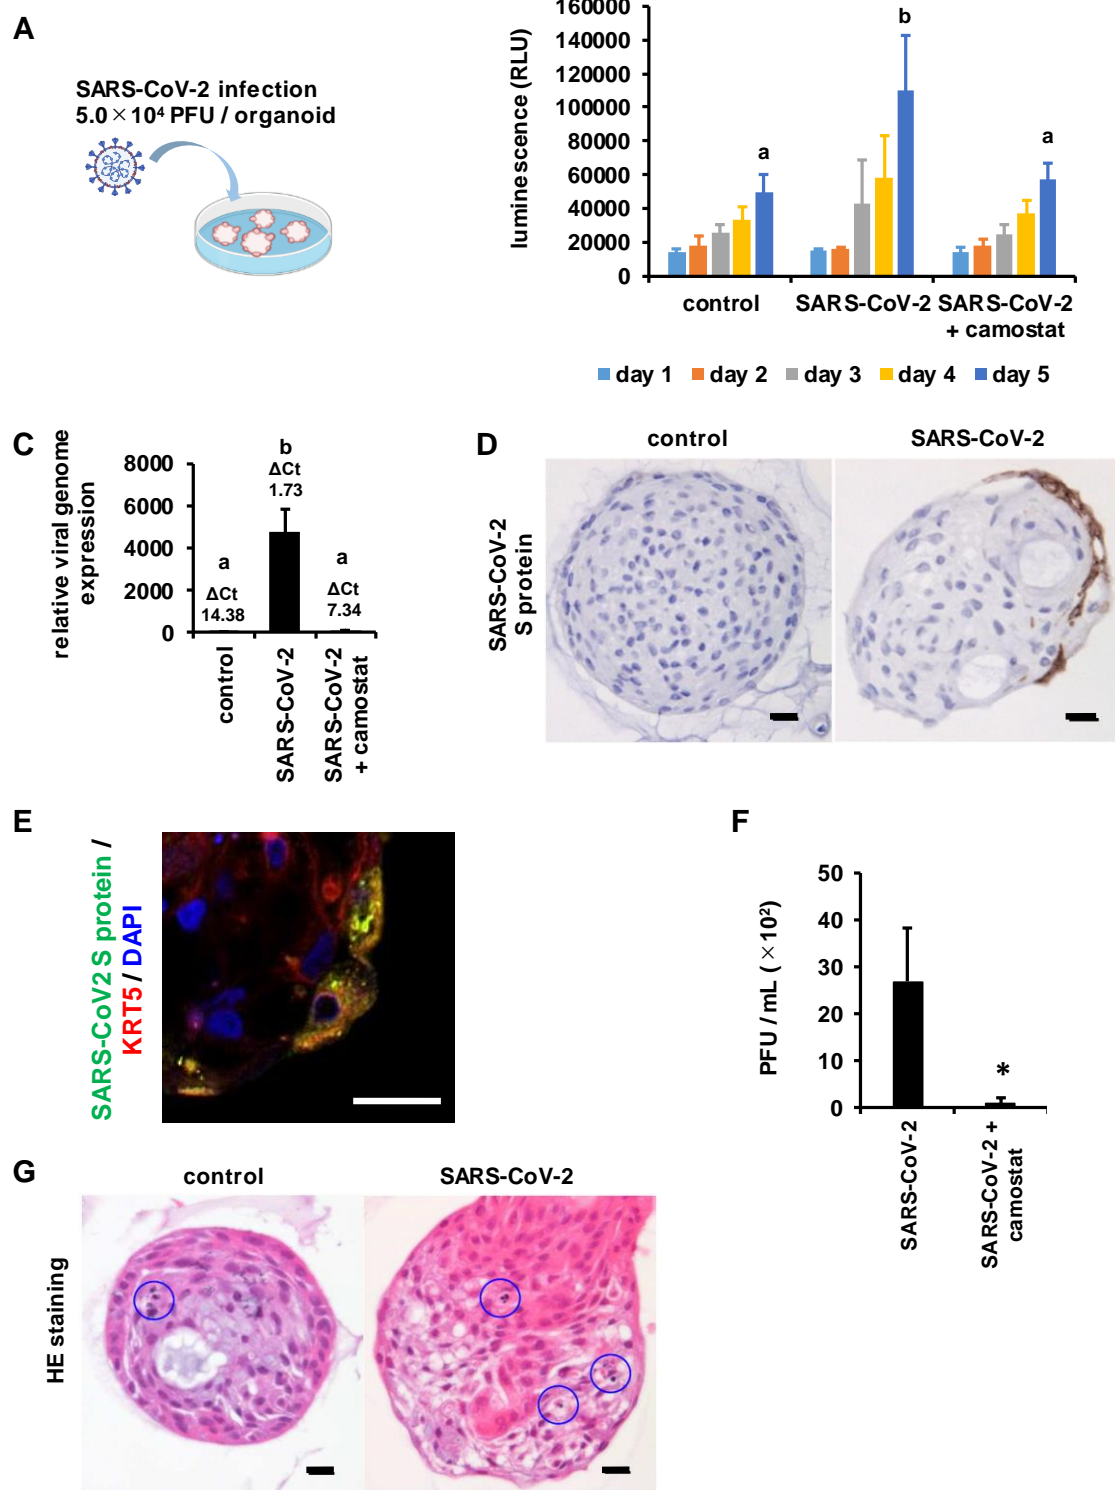 A
SARS-CoV-2 infection
5.0×10⁴ PFU / organoid
luminescence (RLU)
160000
140000
120000
100000
80000
60000
40000
20000
0
a
b
a
control
SARS-CoV-2
SARS-CoV-2
+ camostat
day 1
day 2
day 3
day 4
day 5
C
relative viral genome
expression
8000
6000
4000
2000
0
a
ΔCt
14.38
b
ΔCt
1.73
a
ΔCt
7.34
control
SARS-CoV-2
SARS-CoV-2
+ camostat
D
control
SARS-CoV-2
SARS-CoV-2
S protein
E
SARS-CoV2 S protein /
KRT5 / DAPI
F
PFU / mL ( ×10²)
50
40
30
20
10
0
*
SARS-CoV-2
SARS-CoV-2 +
camostat
G
control
SARS-CoV-2
HE staining